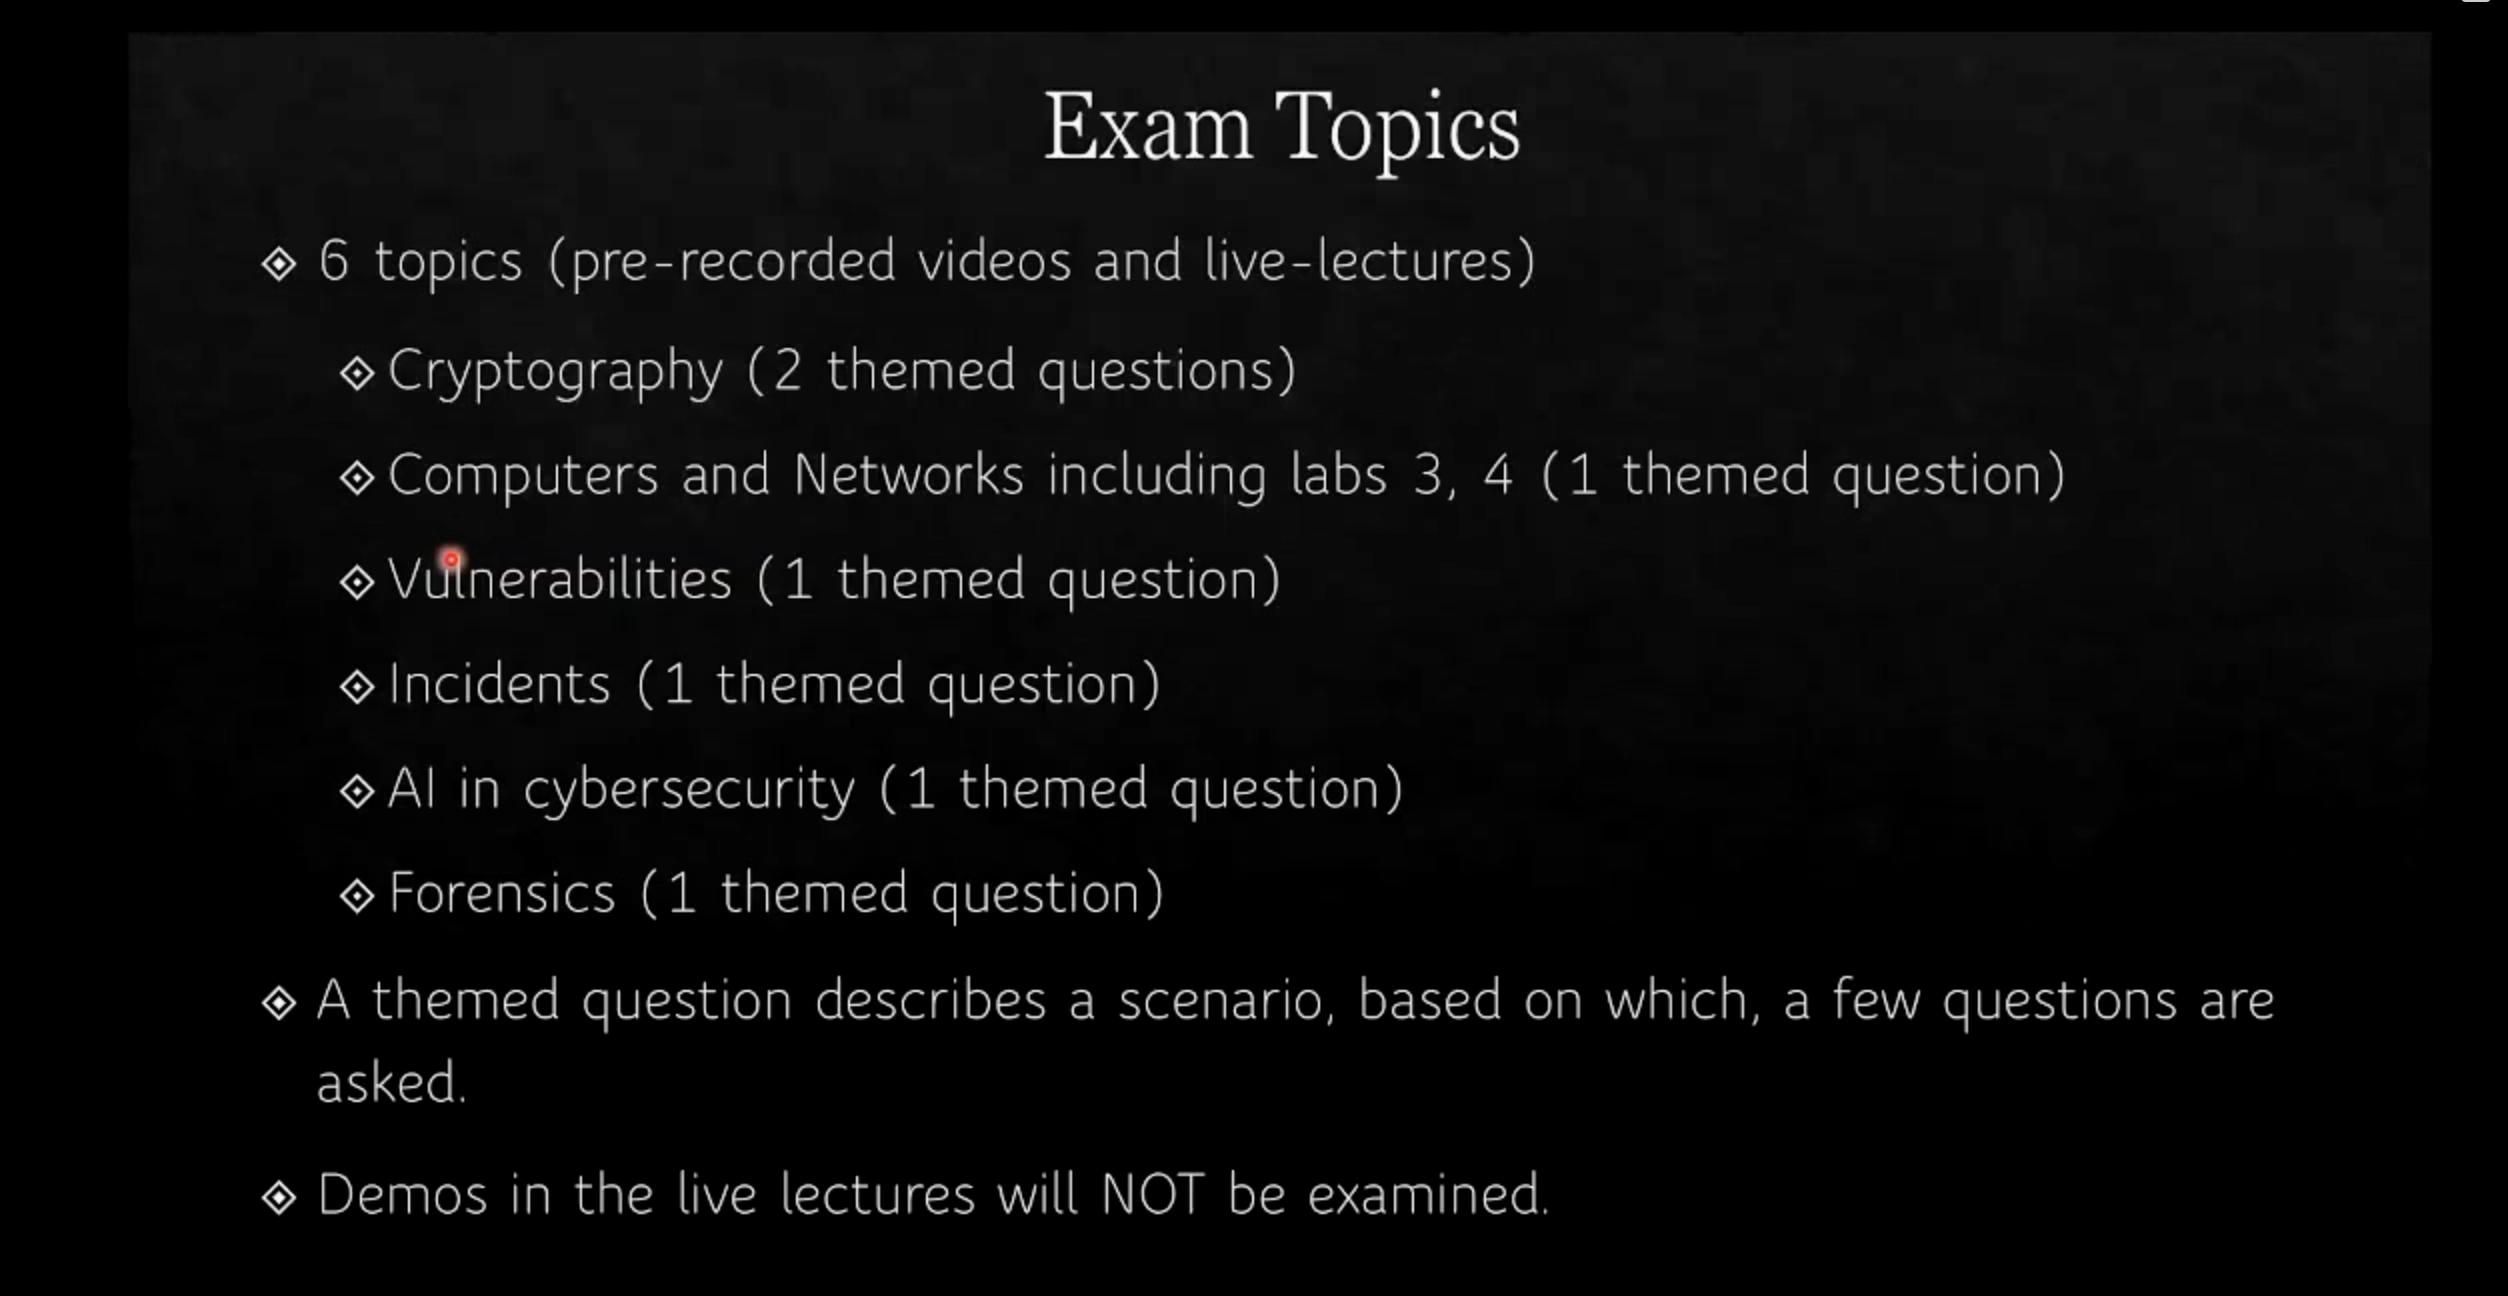 Exam Topics
6 topics (pre-recorded videos and live-lectures)
Cryptography (2 themed questions)
Computers and Networks including labs 3, 4 (1 themed question)
Vulnerabilities (1 themed question)
Incidents (1 themed question)
AI in cybersecurity (1 themed question)
Forensics (1 themed question)
A themed question describes a scenario, based on which, a few questions are
asked.
Demos in the live lectures will NOT be examined.